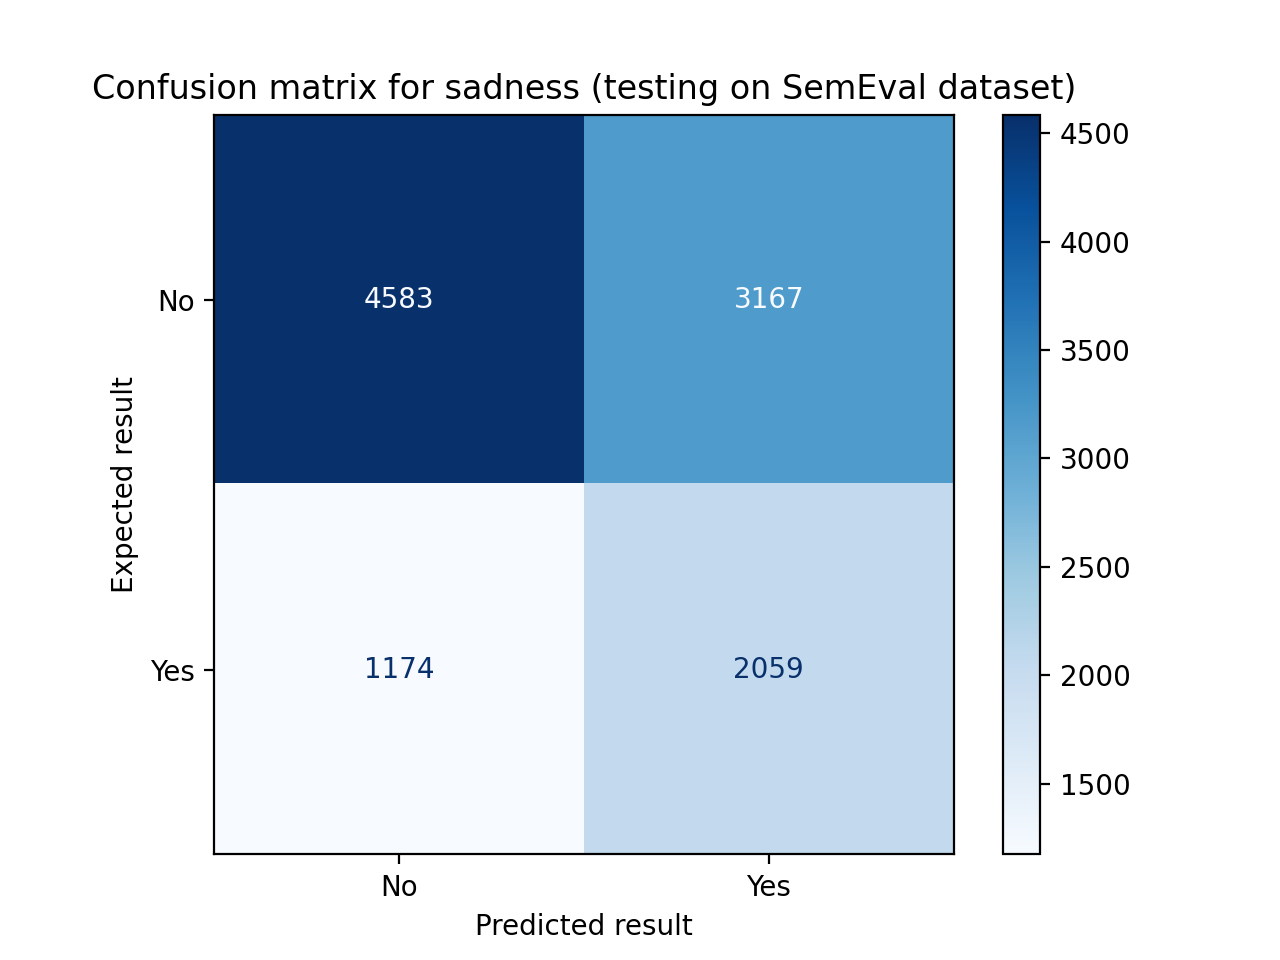 Confusion matrix for sadness (testing on SemEval dataset)
4583 3167
1174 2059
No
Yes
Expected result
No Yes
Predicted result
4500
4000
3500
3000
2500
2000
1500